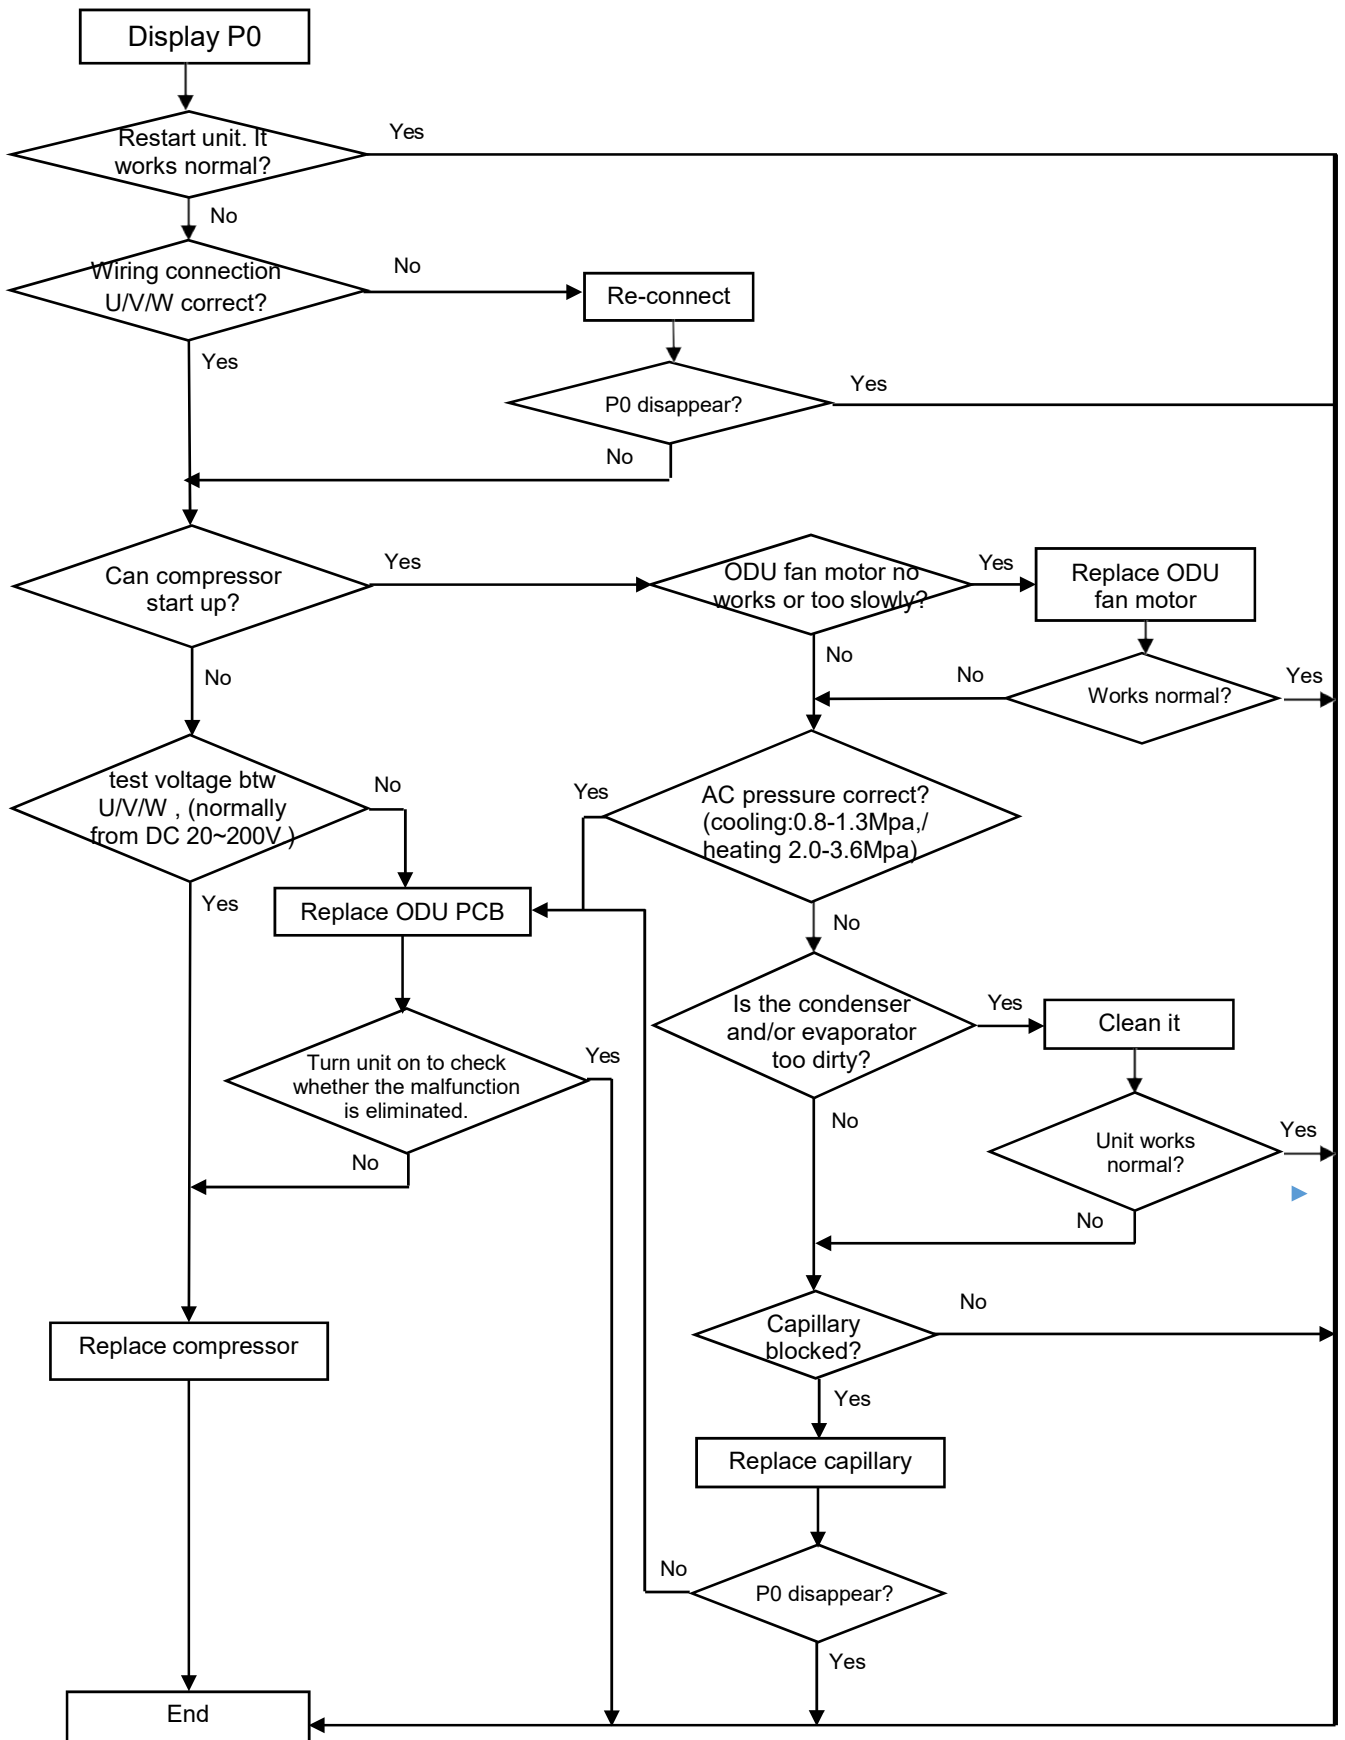 Display P0
Restart unit. It
works normal?
Yes
No
Wiring connection
U/V/W correct?
No
Re-connect
Yes
P0 disappear?
Yes
No
Can compressor
start up?
Yes
ODU fan motor no
works or too slowly?
Yes
Replace ODU
fan motor
No
No
Works normal?
No
Yes
test voltage btw
U/V/W , (normally
from DC 20~200V )
No
Yes
AC pressure correct?
(cooling:0.8-1.3Mpa,/
heating 2.0-3.6Mpa)
Yes
Replace ODU PCB
No
Is the condenser
and/or evaporator
too dirty?
Yes
Clean it
Turn unit on to check
whether the malfunction
is eliminated.
Yes
No
No
Unit works
normal?
Yes
No
Capillary
blocked?
No
Replace compressor
Yes
Replace capillary
No
P0 disappear?
Yes
End